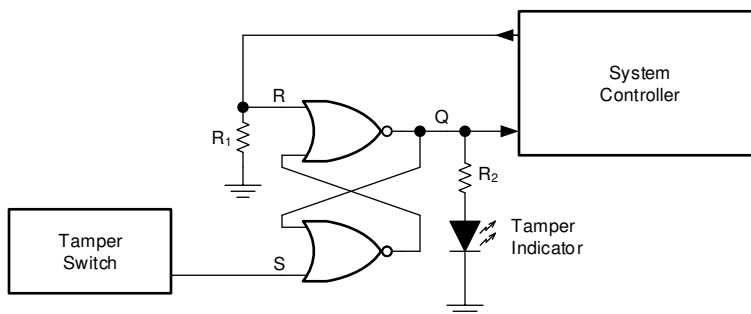 System
Controller
R
Q
R1
R2
Tamper
Indicator
Tamper
Switch
S